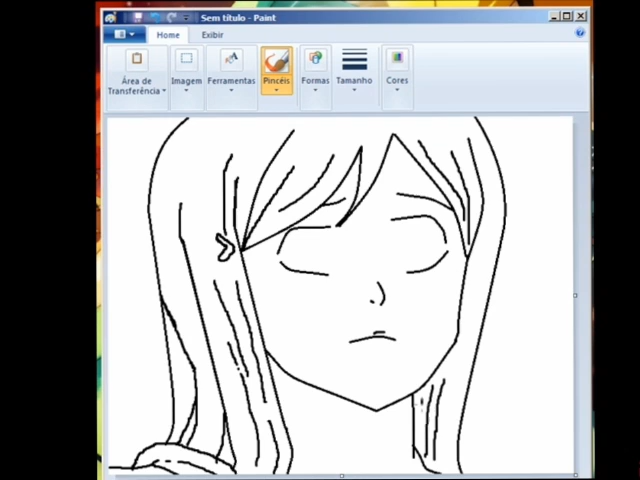 Sem título - Paint
Home Exibir
Área de Transferência
Imagem
Ferramentas
Pincéis
Formas
Tamanho
Cores